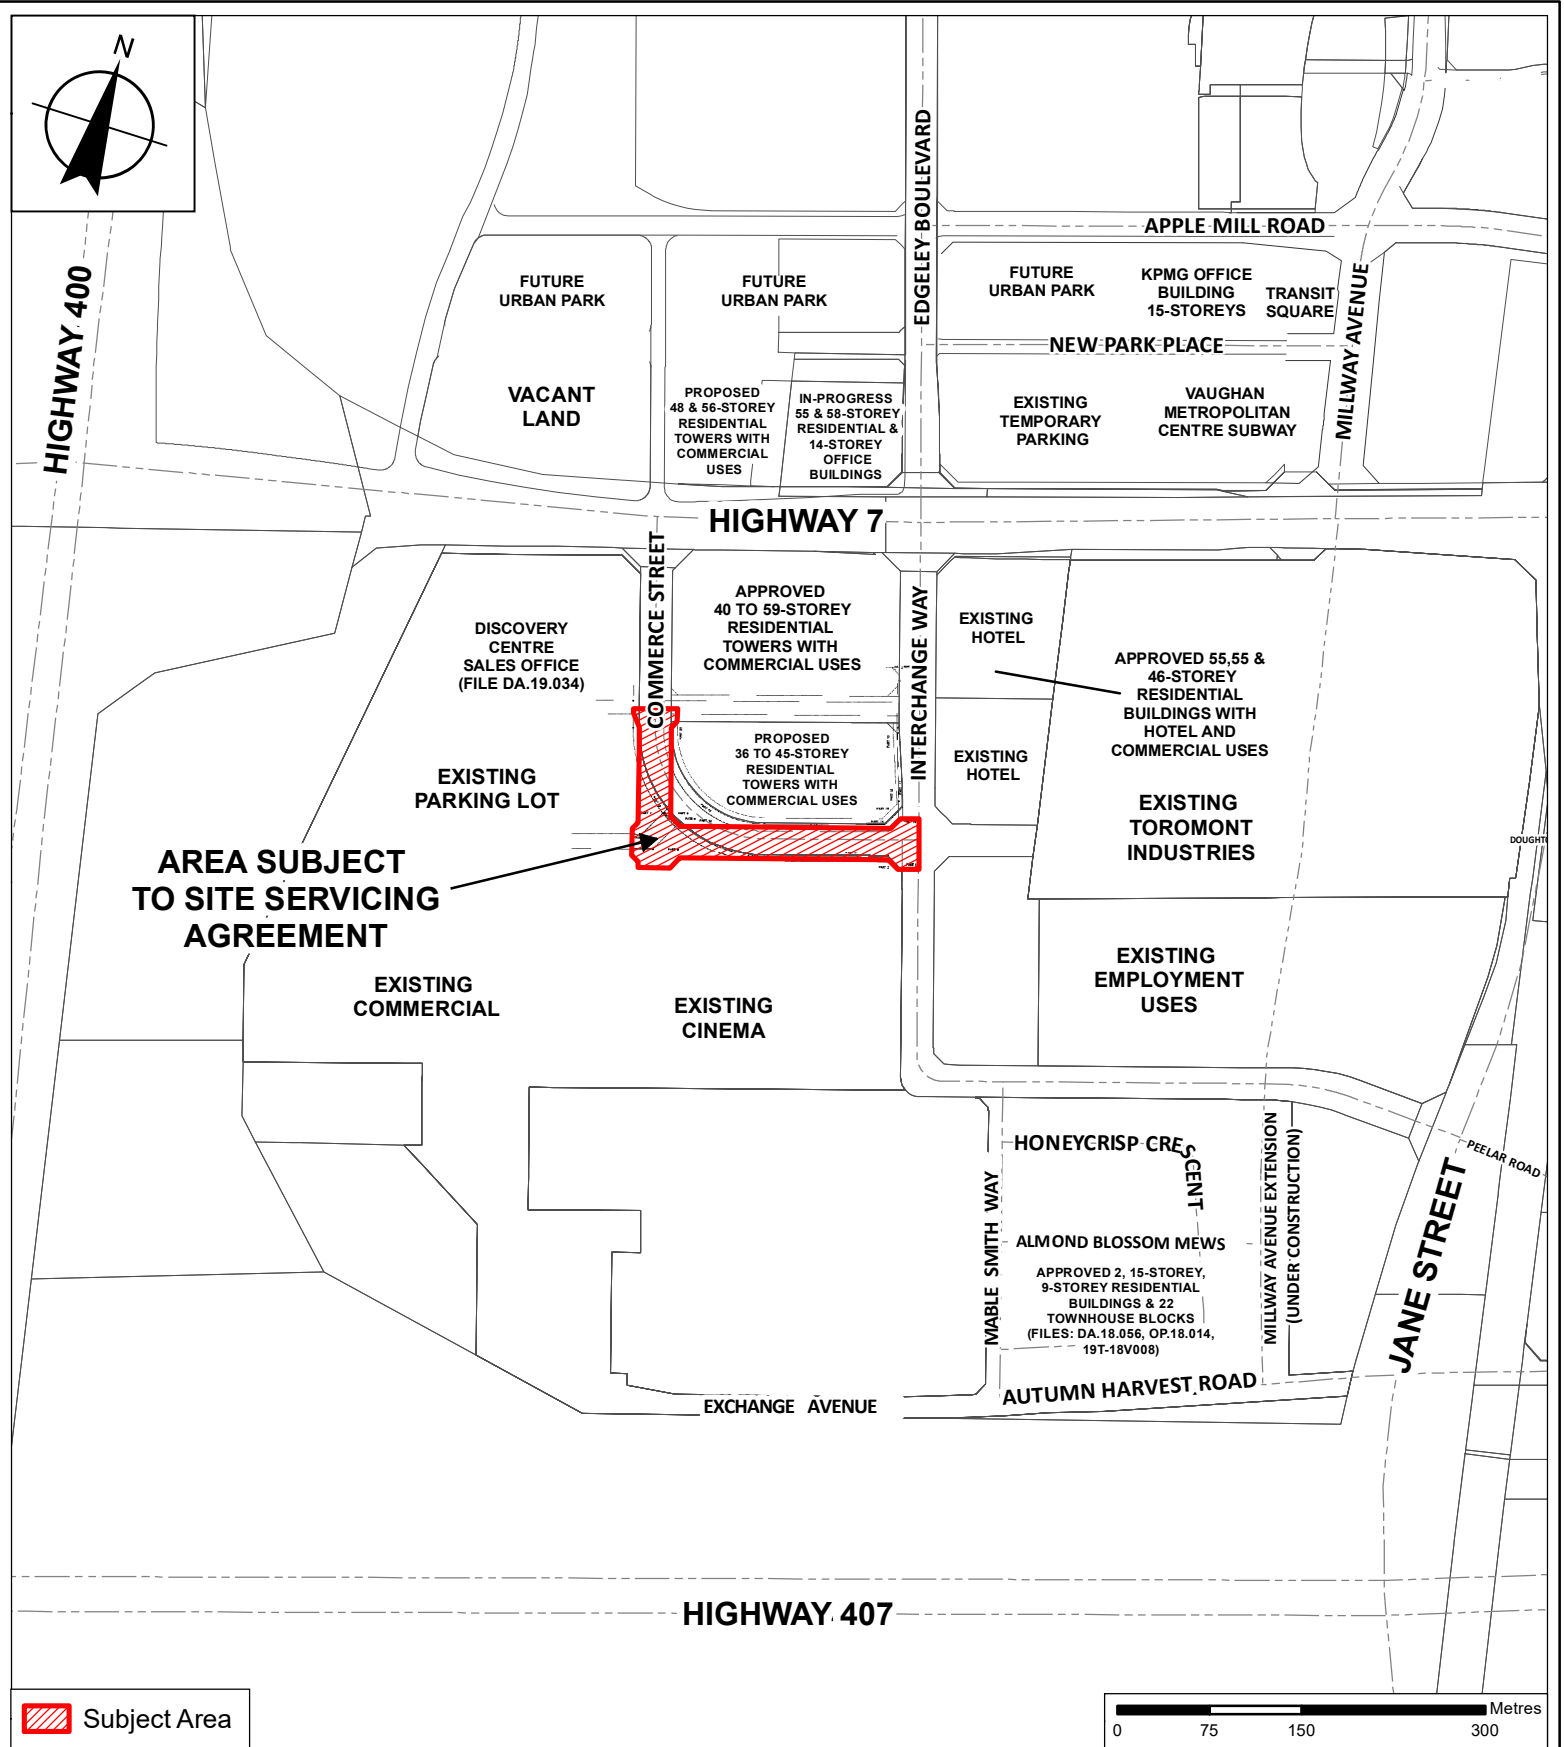 N
EDGELEY BOULEVARD
APPLE MILL ROAD
HIGHWAY 400
FUTURE
URBAN PARK
FUTURE
URBAN PARK
FUTURE
URBAN PARK
KPMG OFFICE
BUILDING
15-STOREYS
TRANSIT
SQUARE
MILLWAY AVENUE
NEW PARK PLACE
VACANT
LAND
PROPOSED
48 & 56-STOREY
RESIDENTIAL
TOWERS WITH
COMMERCIAL
USES
IN-PROGRESS
55 & 58-STOREY
RESIDENTIAL &
14-STOREY
OFFICE
BUILDINGS
EXISTING
TEMPORARY
PARKING
VAUGHAN
METROPOLITAN
CENTRE SUBWAY
HIGHWAY 7
COMMERCE STREET
INTERCHANGE WAY
DISCOVERY
CENTRE
SALES OFFICE
(FILE DA.19.034)
APPROVED
40 TO 59-STOREY
RESIDENTIAL
TOWERS WITH
COMMERCIAL USES
EXISTING
HOTEL
APPROVED 55,55 &
46-STOREY
RESIDENTIAL
BUILDINGS WITH
HOTEL AND
COMMERCIAL USES
PROPOSED
36 TO 45-STOREY
RESIDENTIAL
TOWERS WITH
COMMERCIAL USES
EXISTING
HOTEL
EXISTING
PARKING LOT
EXISTING
TOROMONT
INDUSTRIES
DOUGHT
AREA SUBJECT
TO SITE SERVICING
AGREEMENT
EXISTING
COMMERCIAL
EXISTING
CINEMA
EXISTING
EMPLOYMENT
USES
HONEYCRISP CRESCENT
MABLE SMITH WAY
MILLWAY AVENUE EXTENSION
(UNDER CONSTRUCTION)
PEELAR ROAD
JANE STREET
ALMOND BLOSSOM MEWS
APPROVED 2, 15-STOREY,
9-STOREY RESIDENTIAL
BUILDINGS & 22
TOWNHOUSE BLOCKS
(FILES: DA.18.056, OP.18.014,
19T-18V008)
AUTUMN HARVEST ROAD
EXCHANGE AVENUE
HIGHWAY 407
Subject Area
Metres
0 75 150 300